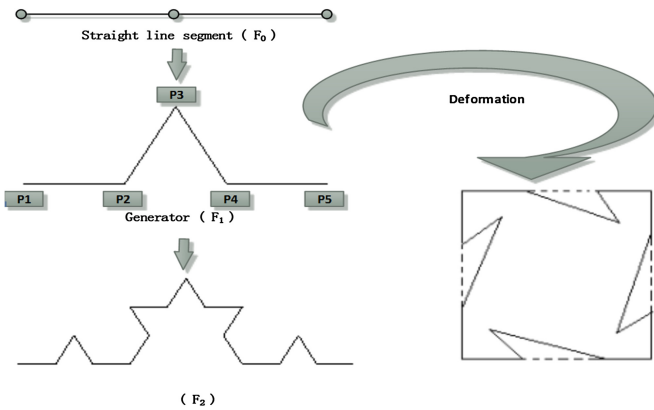 Straight line segment ( F₀ )
P3
Deformation
P1 P2 P4 P5
Generator ( F₁ )
( F₂ )